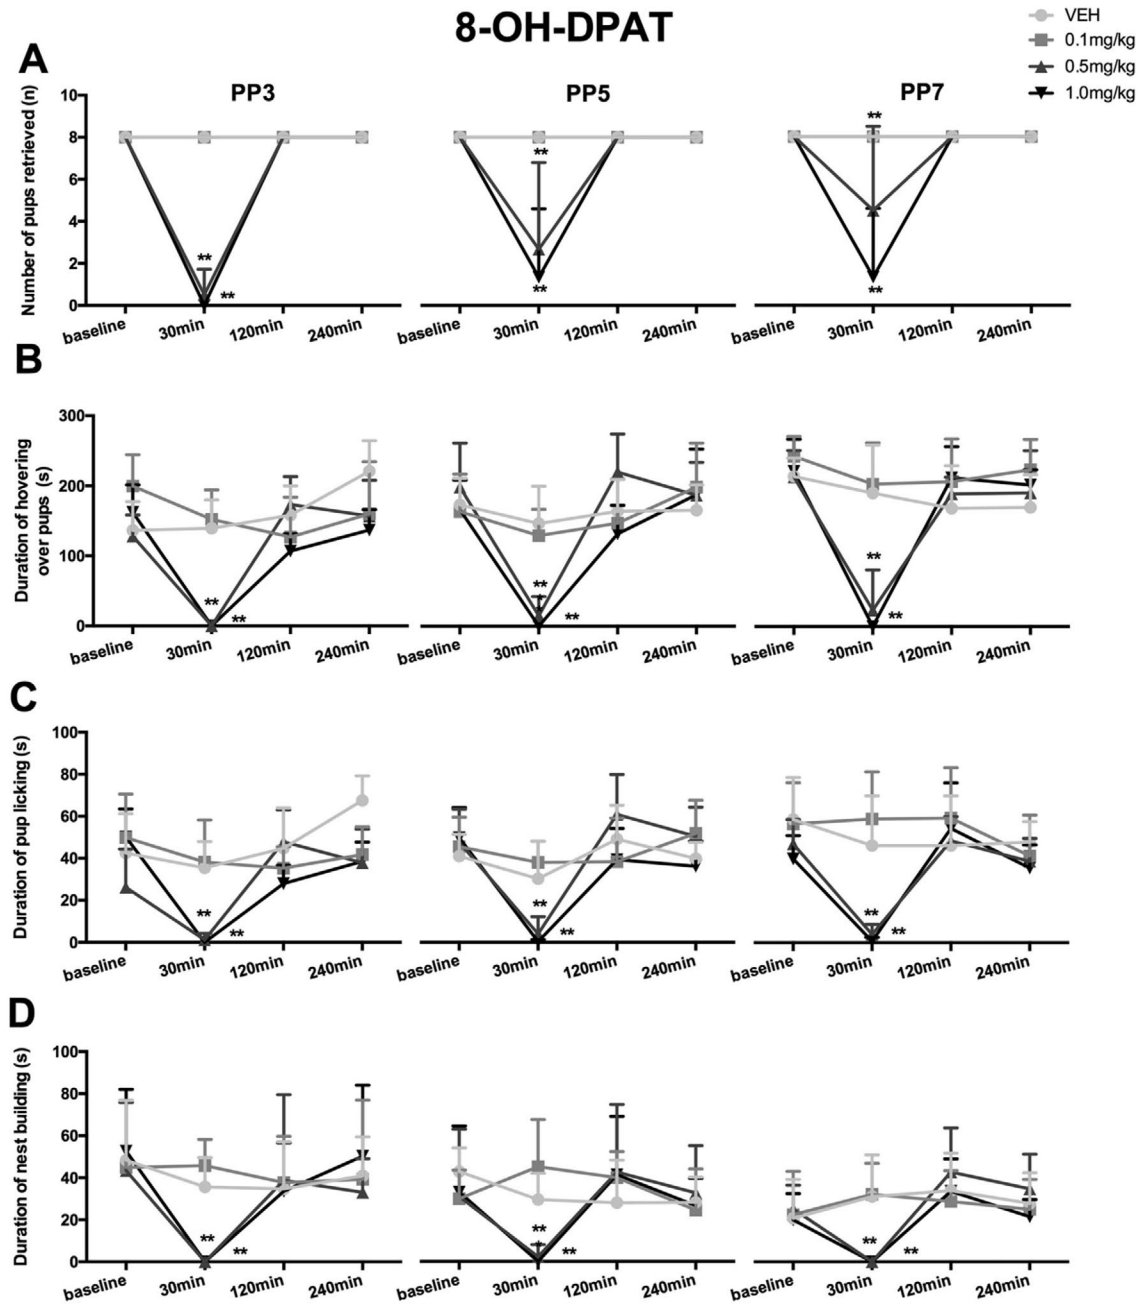 8-OH-DPAT
VEH
0.1mg/kg
0.5mg/kg
1.0mg/kg
A
PP3
PP5
PP7
Number of pups retrieved (n)
10
8
6
4
2
0
**
**
**
**
**
**
baseline 30min 120min 240min
baseline 30min 120min 240min
baseline 30min 120min 240min
B
Duration of hovering
over pups (s)
300
200
100
0
**
**
**
**
**
**
baseline 30min 120min 240min
baseline 30min 120min 240min
baseline 30min 120min 240min
C
Duration of pup licking (s)
100
80
60
40
20
0
**
**
**
**
**
**
baseline 30min 120min 240min
baseline 30min 120min 240min
baseline 30min 120min 240min
D
Duration of nest building (s)
100
80
60
40
20
0
**
**
**
**
**
**
baseline 30min 120min 240min
baseline 30min 120min 240min
baseline 30min 120min 240min